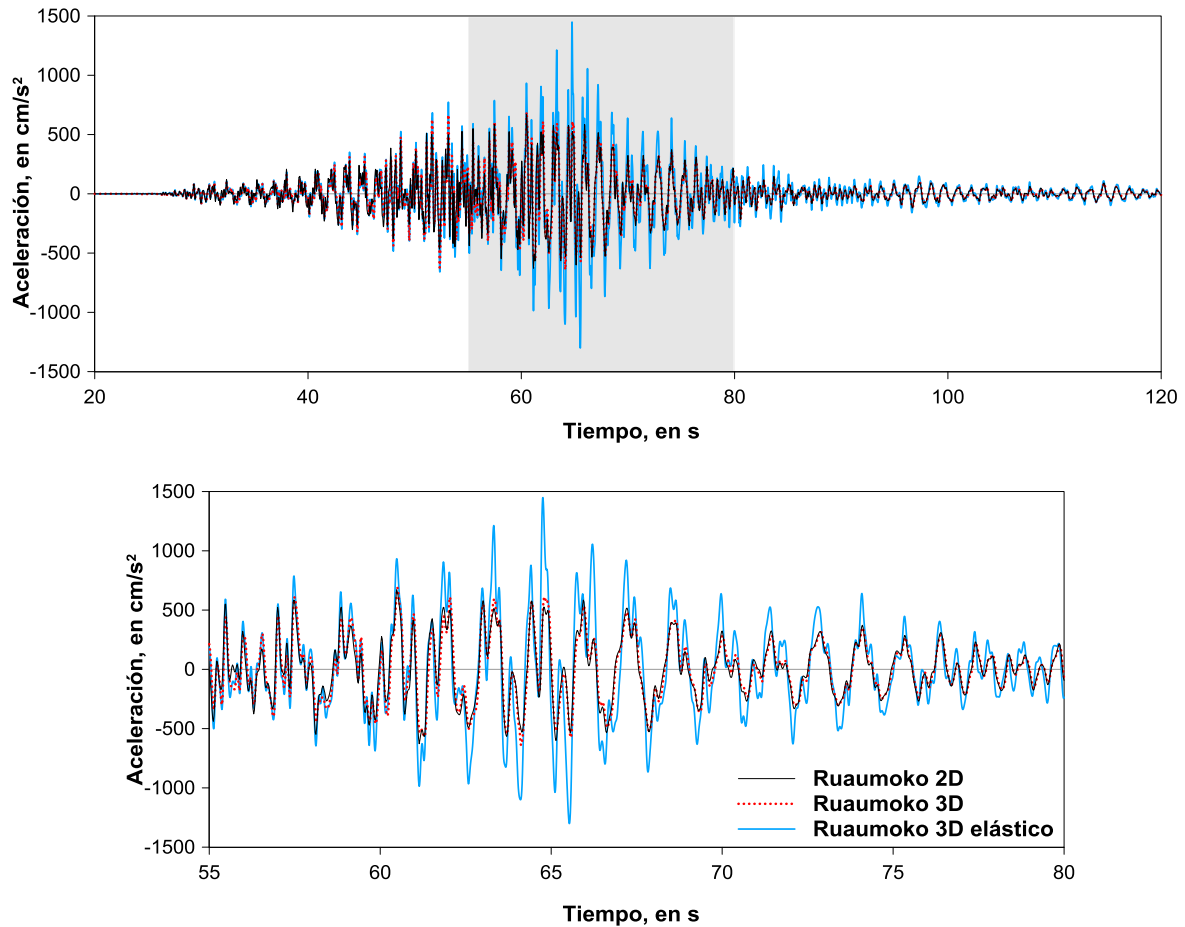 1500
1000
500
0
-500
-1000
-1500
Aceleración, en cm/s²
20 40 60 80 100 120
Tiempo, en s
1500
1000
500
0
-500
-1000
-1500
Aceleración, en cm/s²
Ruaumoko 2D
Ruaumoko 3D
Ruaumoko 3D elástico
55 60 65 70 75 80
Tiempo, en s